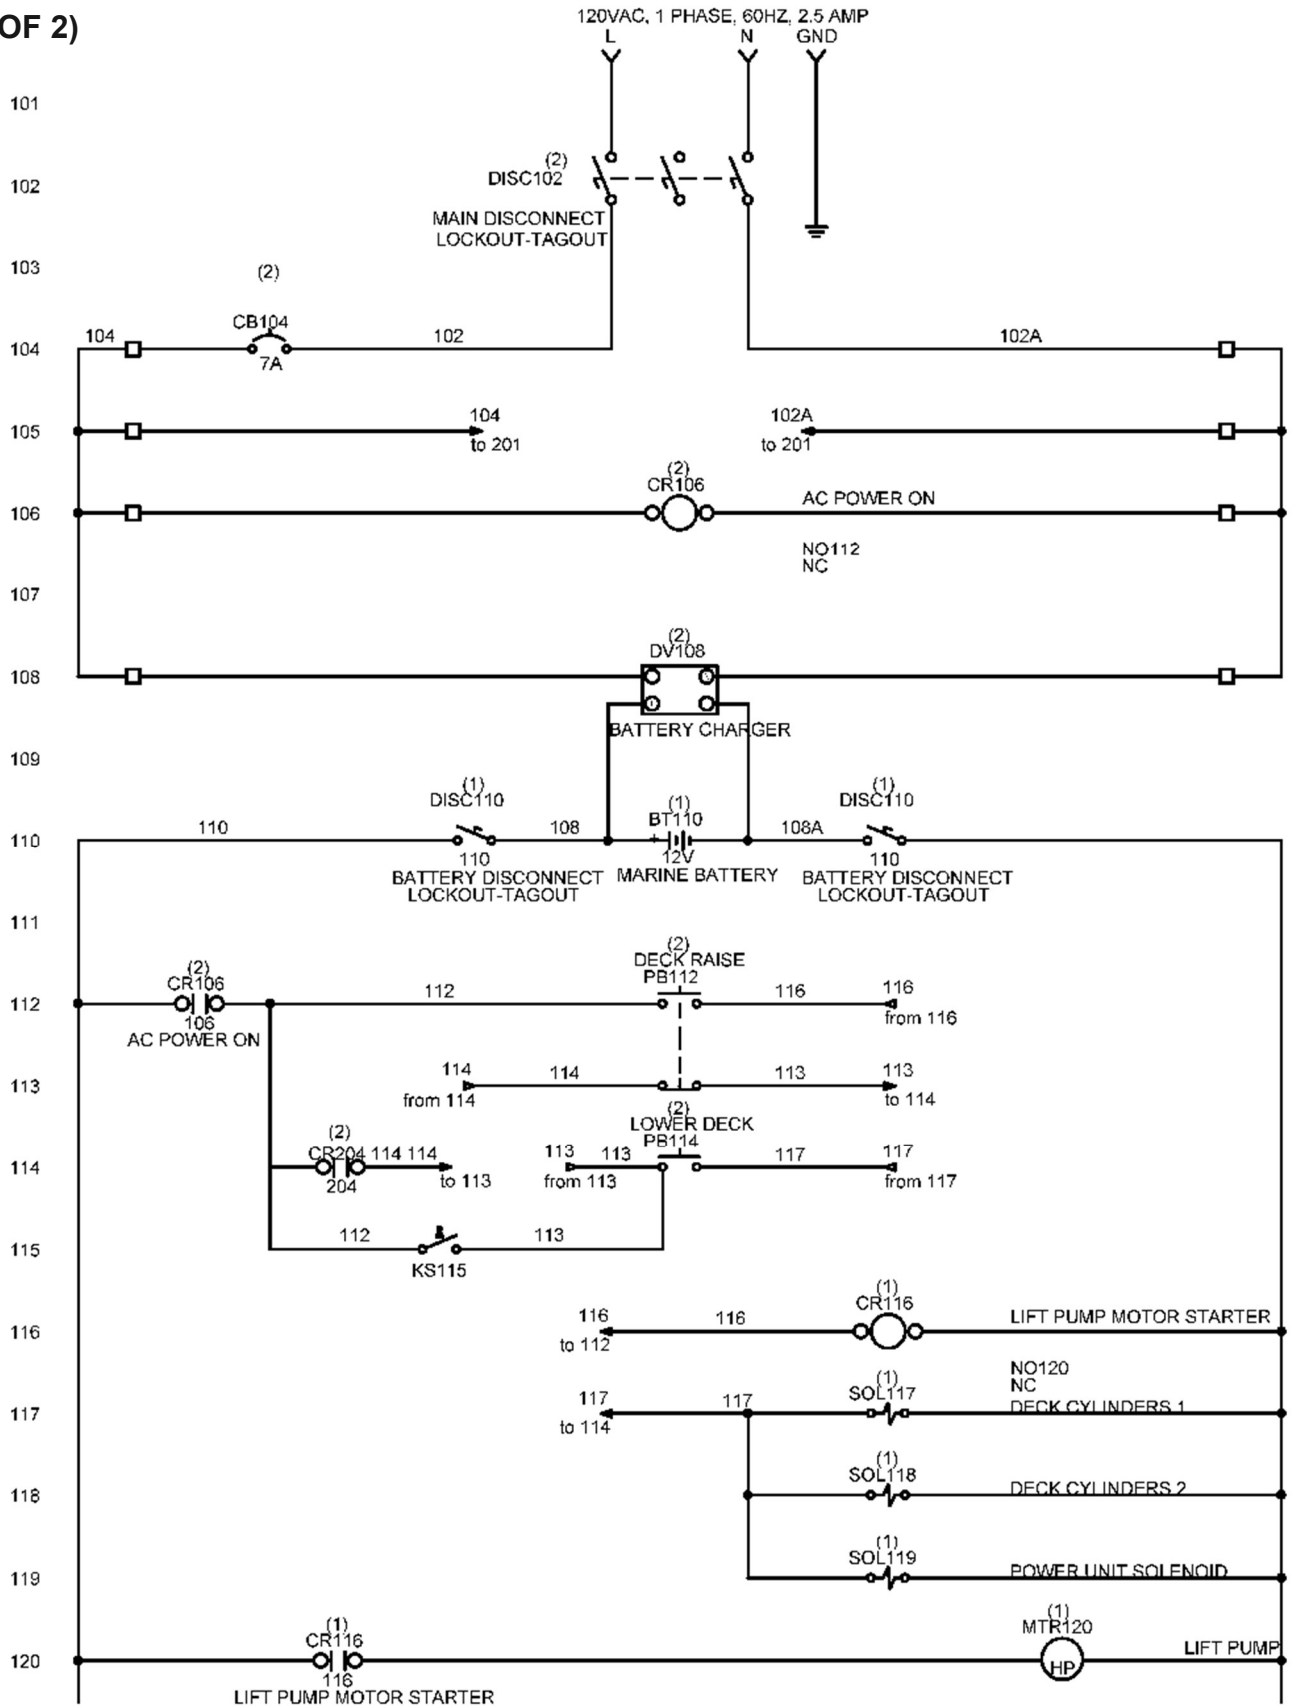 OF 2)
120VAC, 1 PHASE, 60HZ, 2.5 AMP
L N GND
101
(2)
102 DISC102
MAIN DISCONNECT
LOCKOUT-TAGOUT
103
(2)
CB104
104 104 102 102A
7A
105 104 102A
to 201 to 201
(2)
CR106
106 AC POWER ON
NO112
NC
107
(2)
DV108
108
BATTERY CHARGER
109
(1) (1) (1)
DISC110 BT110 DISC110
110 110 108 + 108A
110 12V 110
BATTERY DISCONNECT MARINE BATTERY BATTERY DISCONNECT
LOCKOUT-TAGOUT LOCKOUT-TAGOUT
111
(2)
DECK RAISE
(2)
CR106 PB112
112 112 116 116
106 from 116
AC POWER ON
113 114 114 113 113
from 114 to 114
(2)
LOWER DECK
(2) PB114
114 CR204 114 114 113 113 117 117
204 to 113 from 113 from 117
115 112 113
KS115
(1)
CR116
116 116 116 LIFT PUMP MOTOR STARTER
to 112
NO120
NC
(1)
SOL117
117 117 117 DECK CYLINDERS 1
to 114
(1)
SOL118
118 DECK CYLINDERS 2
(1)
SOL119
119 POWER UNIT SOLENOID
(1) (1)
CR116 MTR120
120 HP LIFT PUMP
116
LIFT PUMP MOTOR STARTER